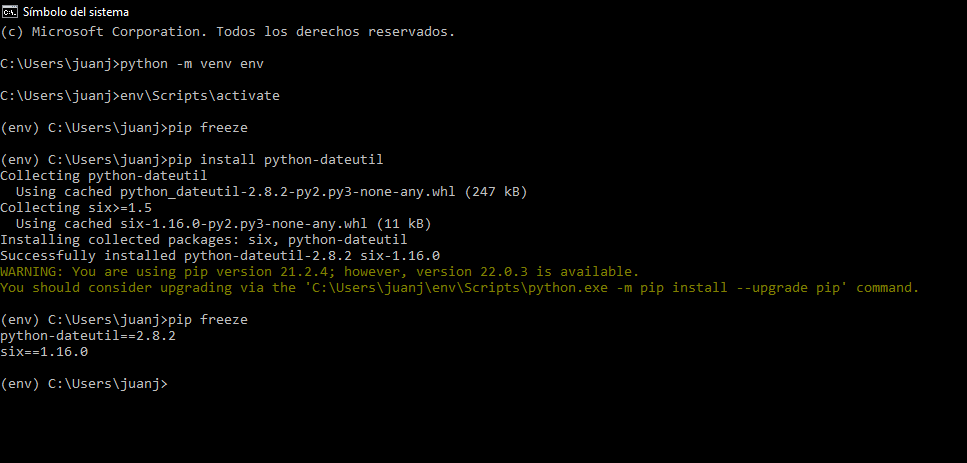 Símbolo del sistema
(c) Microsoft Corporation. Todos los derechos reservados.
C:\Users\juanj>python -m venv env
C:\Users\juanj>env\Scripts\activate
(env) C:\Users\juanj>pip freeze
(env) C:\Users\juanj>pip install python-dateutil
Collecting python-dateutil
  Using cached python_dateutil-2.8.2-py2.py3-none-any.whl (247 kB)
Collecting six>=1.5
  Using cached six-1.16.0-py2.py3-none-any.whl (11 kB)
Installing collected packages: six, python-dateutil
Successfully installed python-dateutil-2.8.2 six-1.16.0
WARNING: You are using pip version 21.2.4; however, version 22.0.3 is available.
You should consider upgrading via the 'C:\Users\juanj\env\Scripts\python.exe -m pip install --upgrade pip' command.
(env) C:\Users\juanj>pip freeze
python-dateutil==2.8.2
six==1.16.0
(env) C:\Users\juanj>